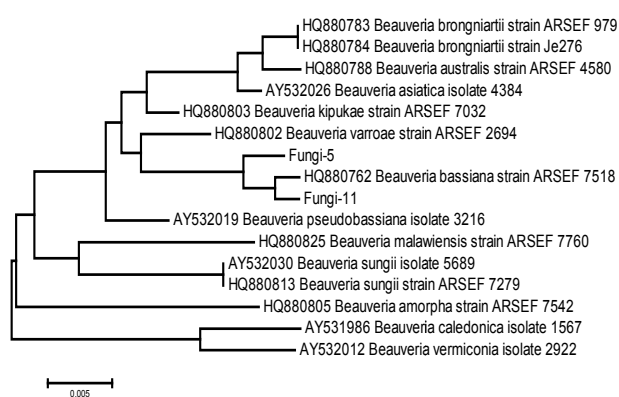 HQ880783 Beauveria brongniartii strain ARSEF 979
HQ880784 Beauveria brongniartii strain Je276
HQ880788 Beauveria australis strain ARSEF 4580
AY532026 Beauveria asiatica isolate 4384
HQ880803 Beauveria kipukae strain ARSEF 7032
HQ880802 Beauveria varroae strain ARSEF 2694
Fungi-5
HQ880762 Beauveria bassiana strain ARSEF 7518
Fungi-11
AY532019 Beauveria pseudobassiana isolate 3216
HQ880825 Beauveria malawiensis strain ARSEF 7760
AY532030 Beauveria sungii isolate 5689
HQ880813 Beauveria sungii strain ARSEF 7279
HQ880805 Beauveria amorpha strain ARSEF 7542
AY531986 Beauveria caledonica isolate 1567
AY532012 Beauveria vermiconia isolate 2922
0.005